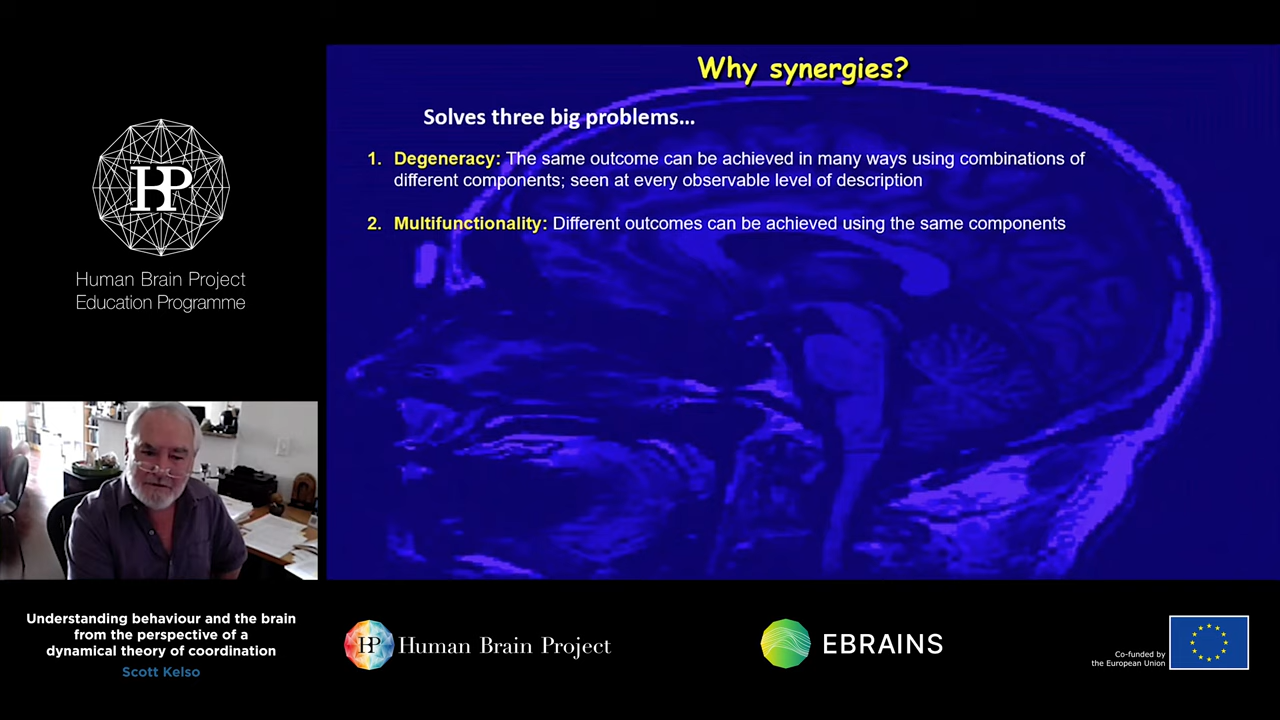 Why synergies?
Solves three big problems...
1. Degeneracy: The same outcome can be achieved in many ways using combinations of
different components; seen at every observable level of description
2. Multifunctionality: Different outcomes can be achieved using the same components
HP
Human Brain Project
Education Programme
Understanding behaviour and the brain
from the perspective of a
dynamical theory of coordination
Scott Kelso
HP Human Brain Project
EBRAINS
Co-funded by
the European Union